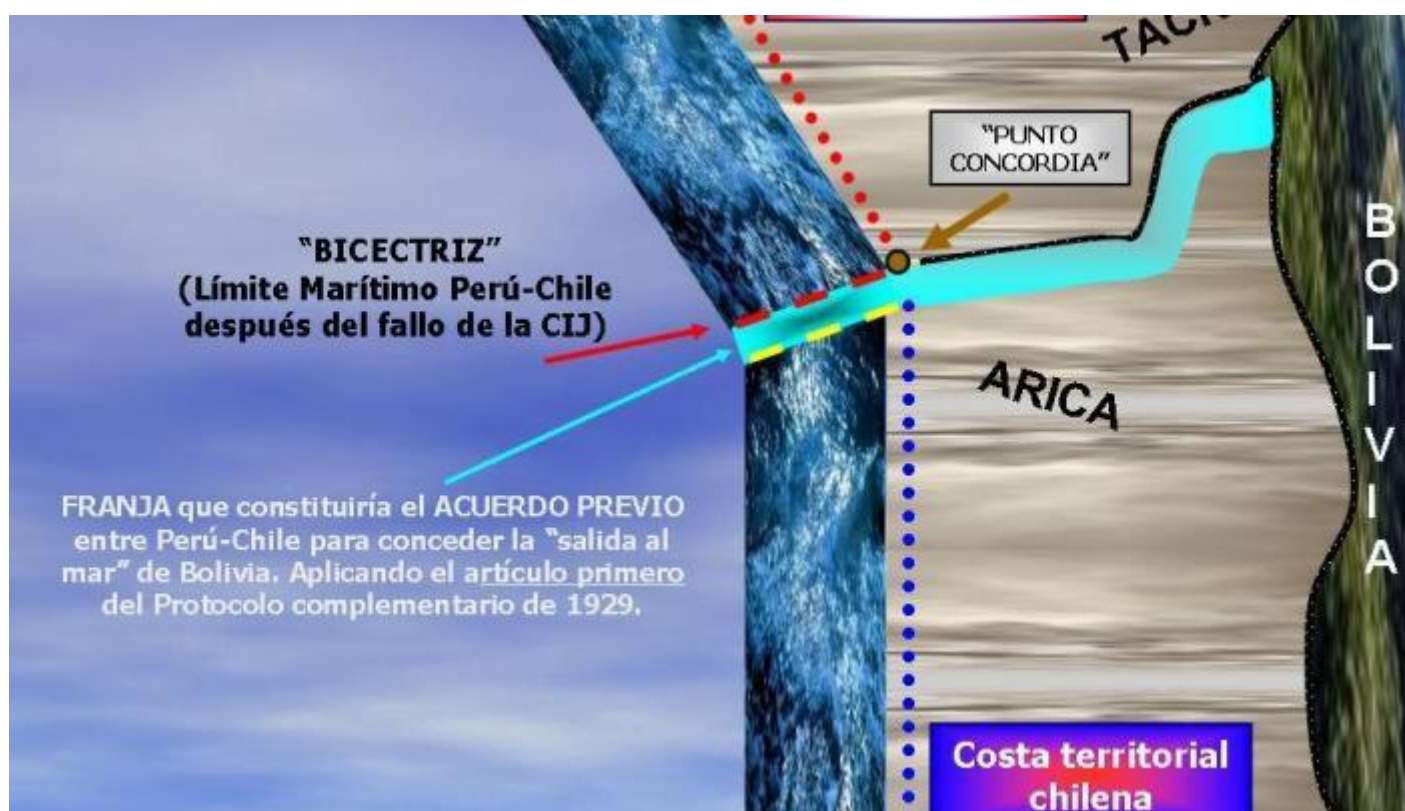 "PUNTO
CONCORDIA"
"BICECTRIZ"
(Límite Marítimo Perú-Chile
después del fallo de la CIJ)
ARICA
BOLIVIA
FRANJA que constituiría el ACUERDO PREVIO
entre Perú-Chile para conceder la "salida al
mar" de Bolivia. Aplicando el artículo primero
del Protocolo complementario de 1929.
Costa territorial
chilena